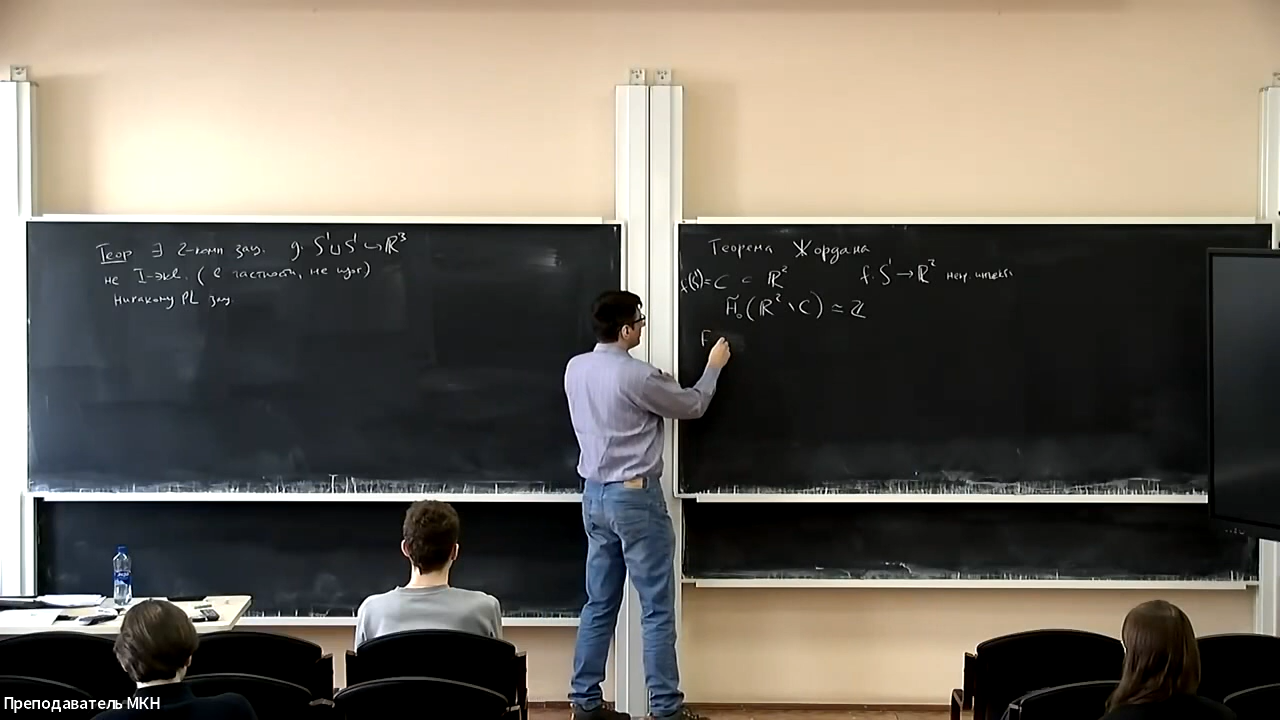 Теор ∃ 2-комп зац. g: S¹⊔S¹ ↪ ℝ³
не I-экв. (в частности, не изот)
никакому PL зац.
Теорема Жордана
f(S¹)=C ⊂ ℝ² f: S¹→ℝ² непр. инъект.
H̃₀(ℝ²∖C) ≃ ℤ
Преподаватель МКН